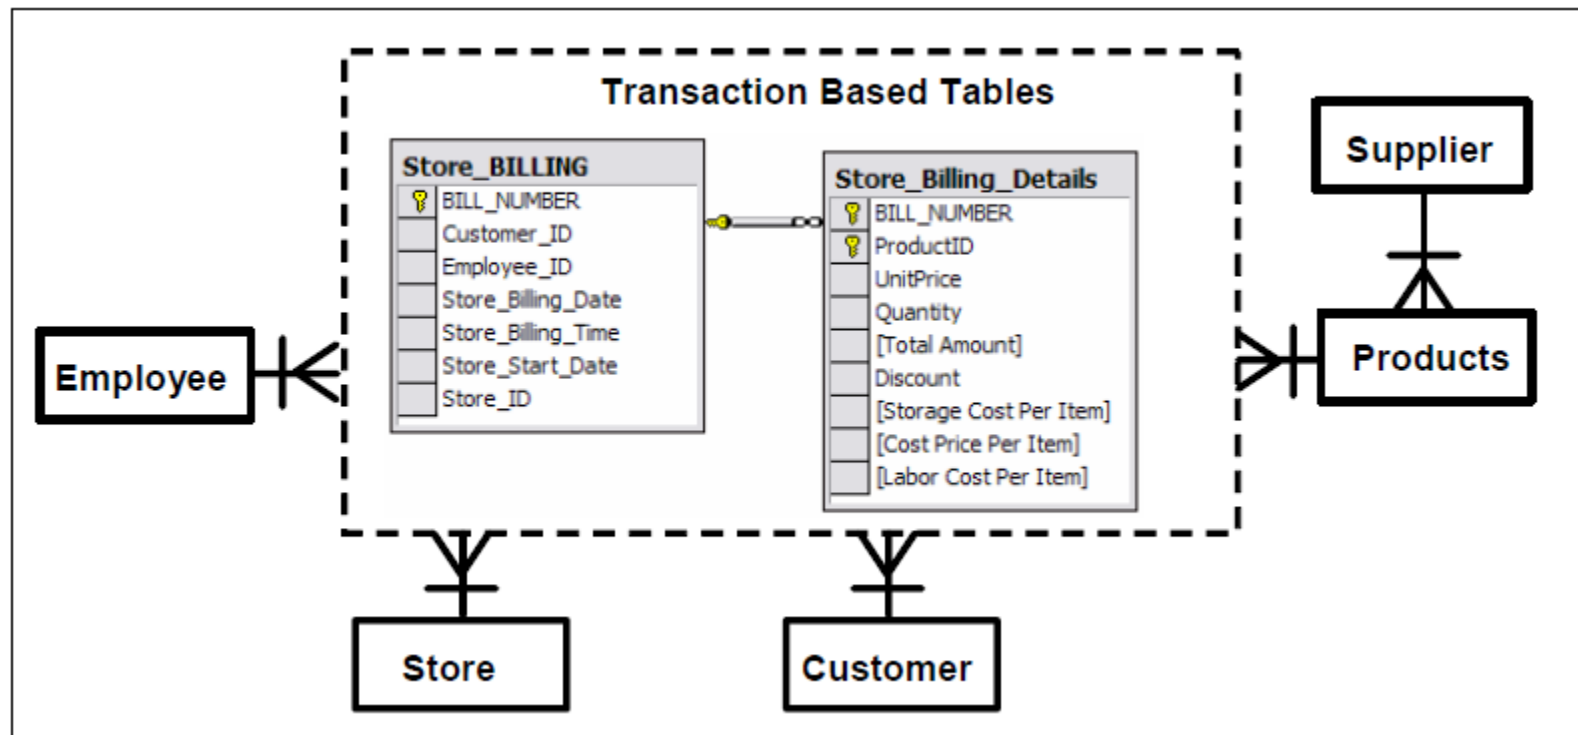 Transaction Based Tables
Store_BILLING
BILL_NUMBER
Customer_ID
Employee_ID
Store_Billing_Date
Store_Billing_Time
Store_Start_Date
Store_ID
Store_Billing_Details
BILL_NUMBER
ProductID
UnitPrice
Quantity
[Total Amount]
Discount
[Storage Cost Per Item]
[Cost Price Per Item]
[Labor Cost Per Item]
Supplier
Products
Employee
Store
Customer